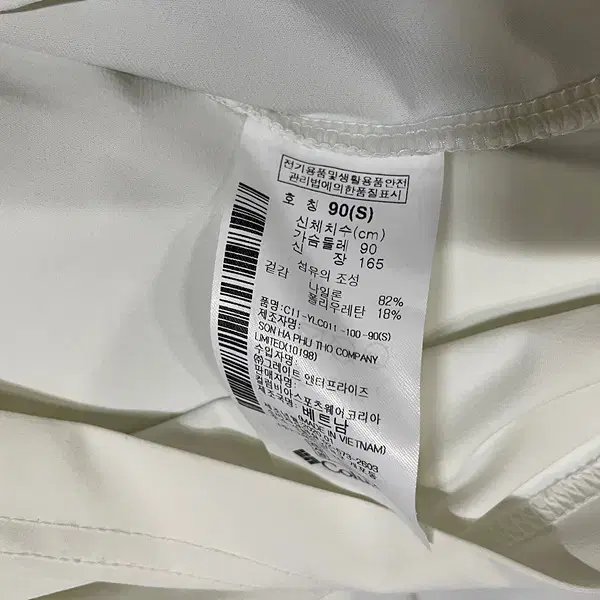 전기용품및생활용품안전
관리법에의한품질표시
호 칭 90(S)
신체치수(cm)
가슴둘레 90
신 장 165
겉감 섬유의 조성
나일론 82%
폴리우레탄 18%
품명:C11-YLC011-100-90(S)
제조자명:
SON HA PHU THO COMPANY
LIMITED(10198)
수입자명:
(주)그레이트 엔터프라이즈
판매자명:
컬럼비아스포츠웨어코리아
제조국명: 베트남
(MADE IN VIETNAM)
-573-2603